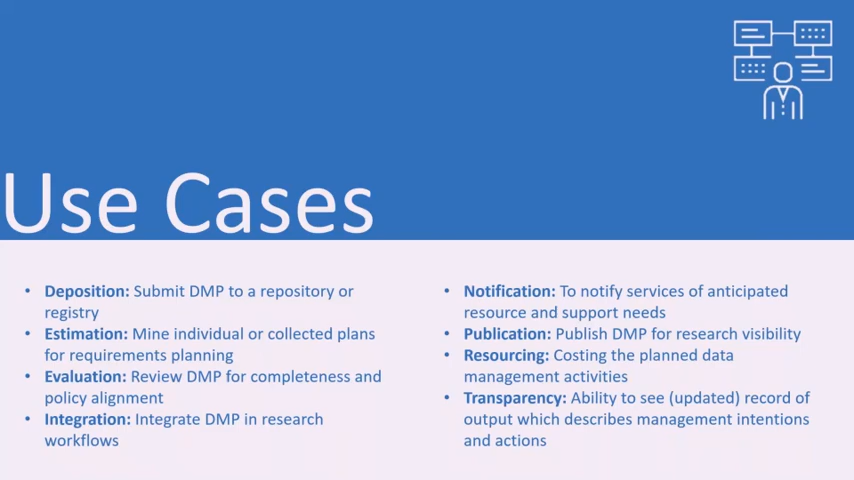 Use Cases
• Deposition: Submit DMP to a repository or
registry
• Estimation: Mine individual or collected plans
for requirements planning
• Evaluation: Review DMP for completeness and
policy alignment
• Integration: Integrate DMP in research
workflows
• Notification: To notify services of anticipated
resource and support needs
• Publication: Publish DMP for research visibility
• Resourcing: Costing the planned data
management activities
• Transparency: Ability to see (updated) record of
output which describes management intentions
and actions